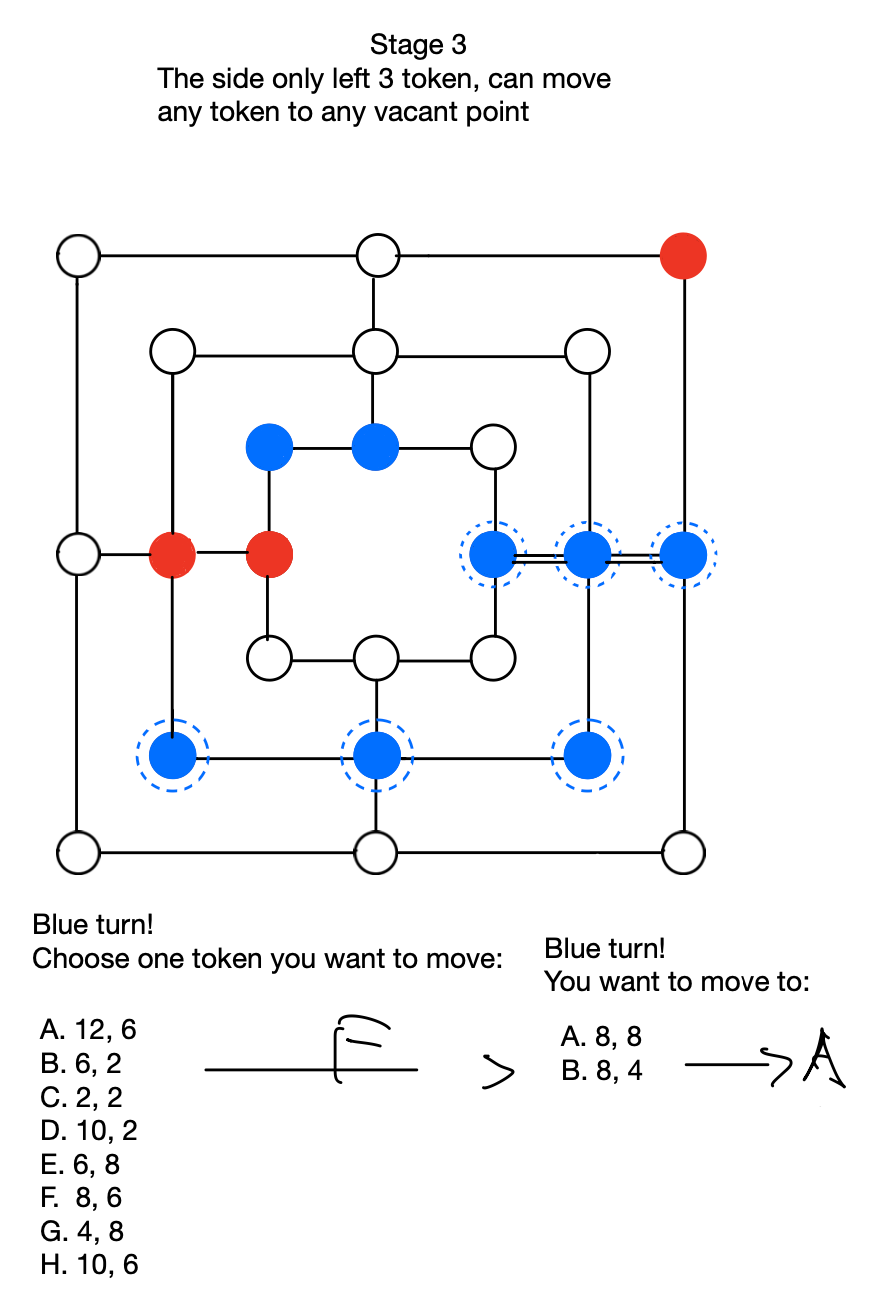 Stage 3
The side only left 3 token, can move
any token to any vacant point
Blue turn!
Choose one token you want to move:
A. 12, 6
B. 6, 2
C. 2, 2
D. 10, 2
E. 6, 8
F. 8, 6
G. 4, 8
H. 10, 6
F
Blue turn!
You want to move to:
A. 8, 8
B. 8, 4
A